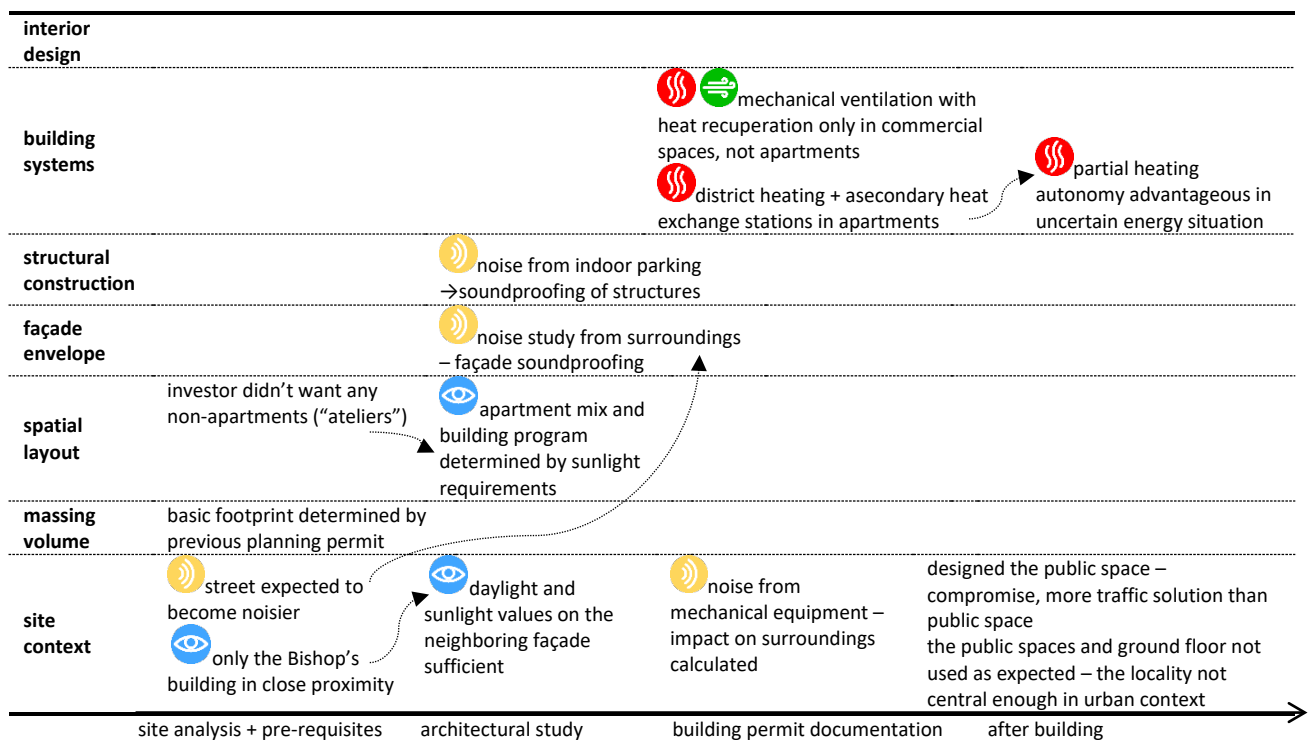 interior
design
building
systems
mechanical ventilation with
heat recuperation only in commercial
spaces, not apartments
district heating + asecondary heat
exchange stations in apartments
partial heating
autonomy advantageous in
uncertain energy situation
structural
construction
noise from indoor parking
→soundproofing of structures
façade
envelope
noise study from surroundings
– façade soundproofing
spatial
layout
investor didn’t want any
non-apartments (“ateliers”)
apartment mix and
building program
determined by sunlight
requirements
massing
volume
basic footprint determined by
previous planning permit
site
context
street expected to
become noisier
only the Bishop’s
building in close proximity
daylight and
sunlight values on the
neighboring façade
sufficient
noise from
mechanical equipment –
impact on surroundings
calculated
designed the public space –
compromise, more traffic solution than
public space
the public spaces and ground floor not
used as expected – the locality not
central enough in urban context
site analysis + pre-requisites
architectural study
building permit documentation
after building